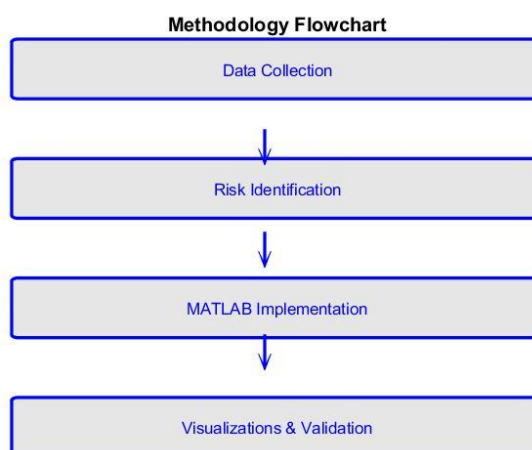 Methodology Flowchart
Data Collection
Risk Identification
MATLAB Implementation
Visualizations & Validation